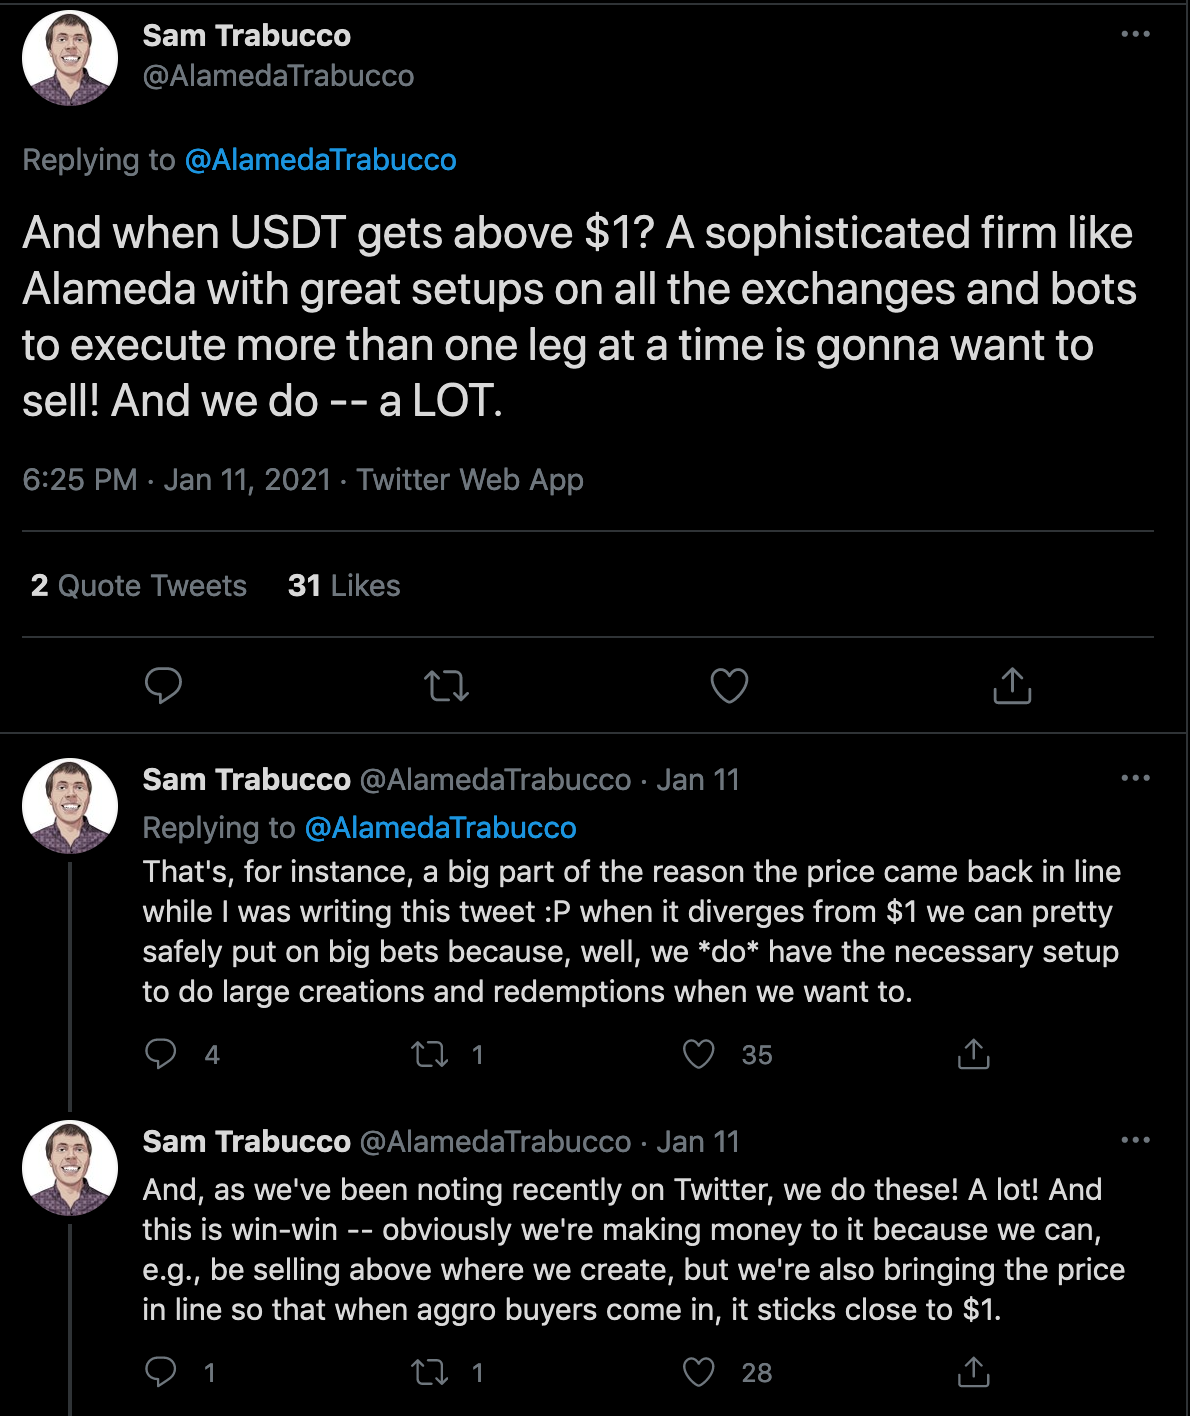 Sam Trabucco
@AlamedaTrabucco
Replying to @AlamedaTrabucco
And when USDT gets above $1? A sophisticated firm like
Alameda with great setups on all the exchanges and bots
to execute more than one leg at a time is gonna want to
sell! And we do -- a LOT.
6:25 PM · Jan 11, 2021 · Twitter Web App
2 Quote Tweets 31 Likes
Sam Trabucco @AlamedaTrabucco · Jan 11
Replying to @AlamedaTrabucco
That's, for instance, a big part of the reason the price came back in line
while I was writing this tweet :P when it diverges from $1 we can pretty
safely put on big bets because, well, we *do* have the necessary setup
to do large creations and redemptions when we want to.
4 1 35
Sam Trabucco @AlamedaTrabucco · Jan 11
And, as we've been noting recently on Twitter, we do these! A lot! And
this is win-win -- obviously we're making money to it because we can,
e.g., be selling above where we create, but we're also bringing the price
in line so that when aggro buyers come in, it sticks close to $1.
1 1 28